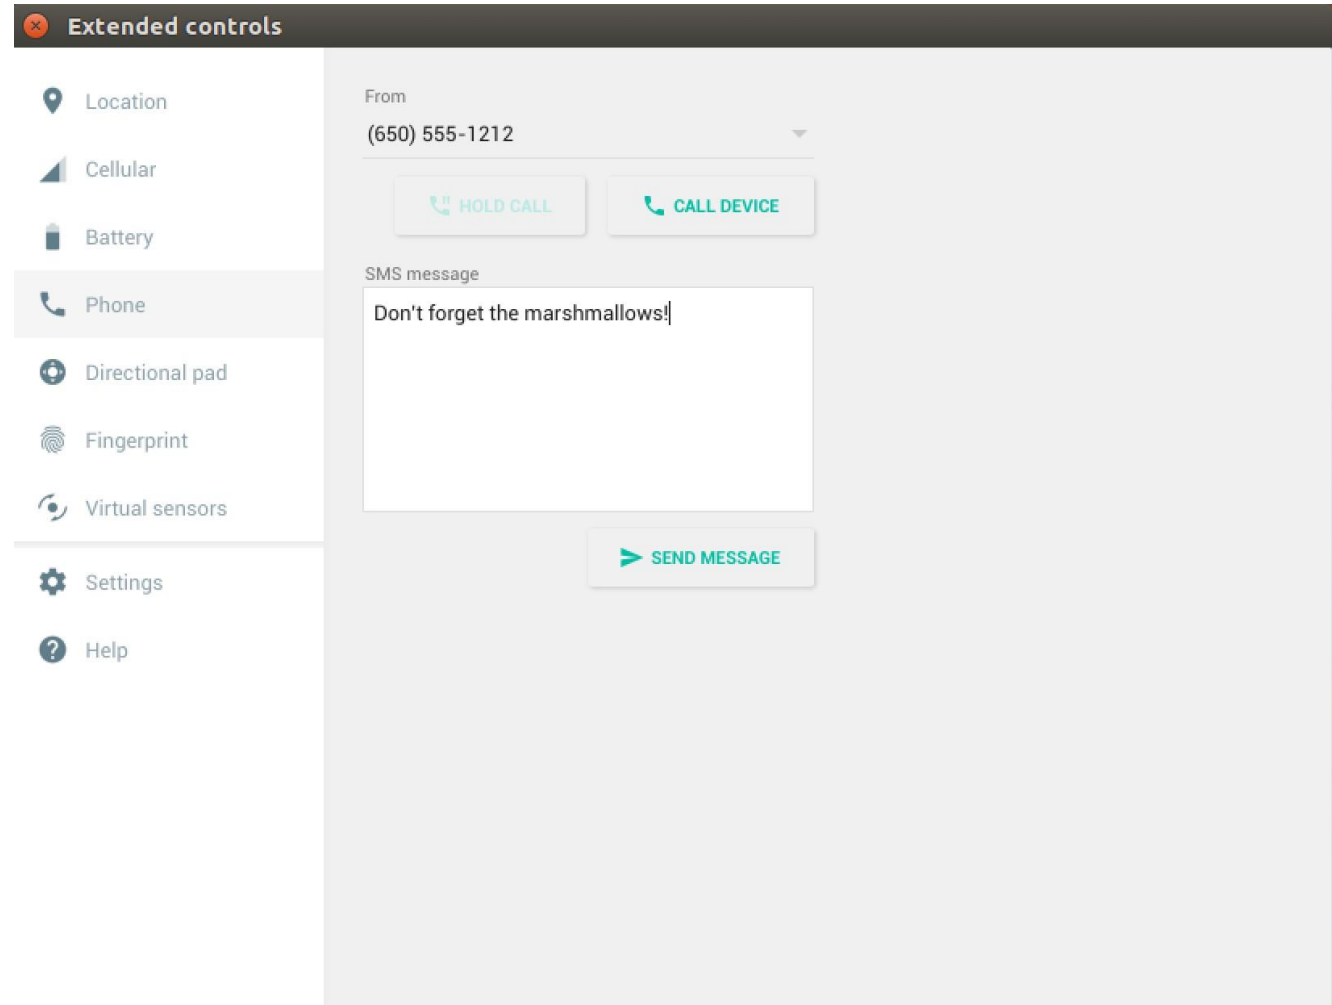 Extended controls
Location
Cellular
Battery
Phone
Directional pad
Fingerprint
Virtual sensors
Settings
Help
From
(650) 555-1212
HOLD CALL
CALL DEVICE
SMS message
Don't forget the marshmallows!
SEND MESSAGE